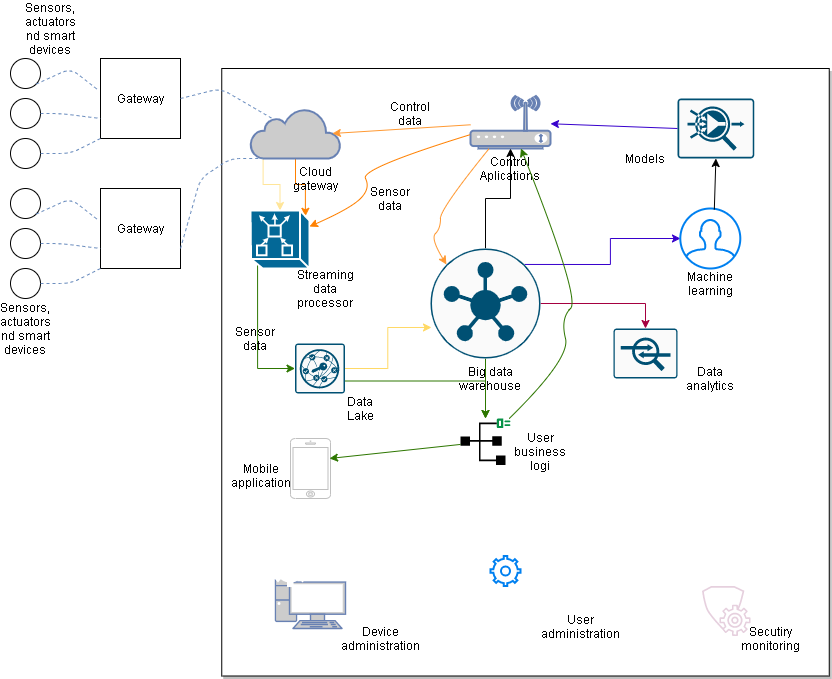 Sensors,
actuators
nd smart
devices
Gateway
Gateway
Sensors,
actuators
nd smart
devices
Control
data
Cloud
gateway
Sensor
data
Control
Aplications
Models
Machine
learning
Streaming
data
processor
Sensor
data
Data
Lake
Big data
warehouse
Data
analytics
User
business
logi
Mobile
application
Device
administration
User
administration
Secutiry
monitoring